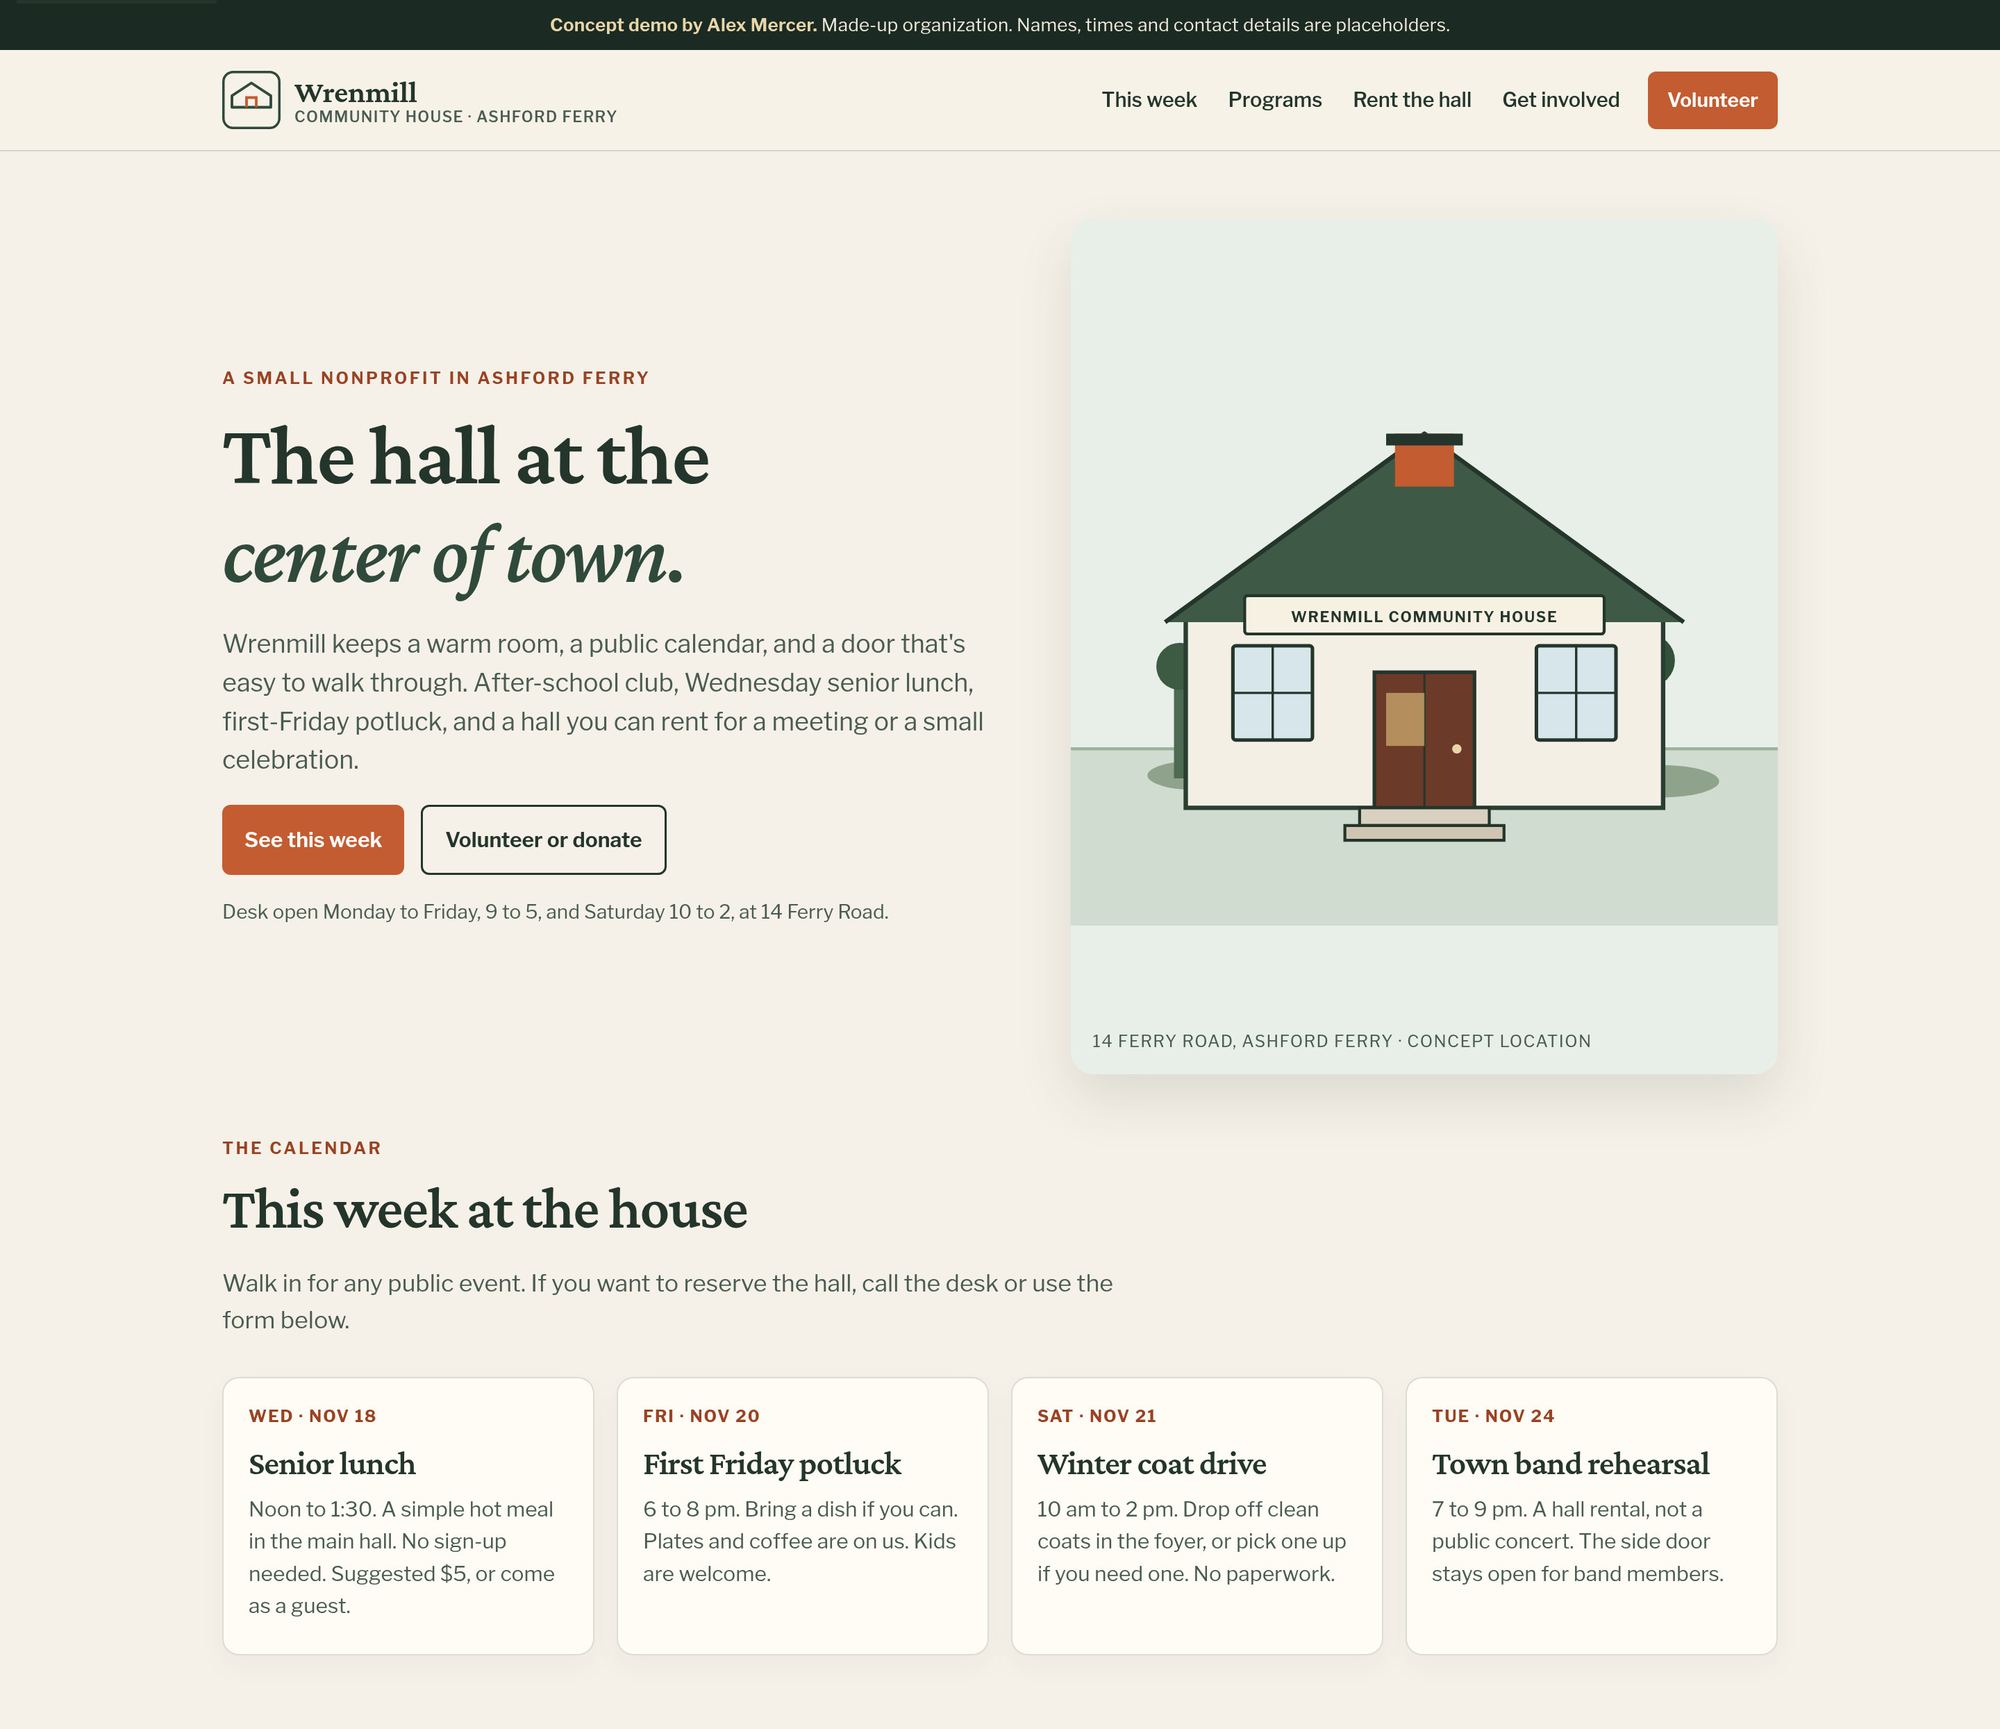 Concept demo by Alex Mercer. Made-up organization. Names, times and contact details are placeholders.
Wrenmill
COMMUNITY HOUSE · ASHFORD FERRY
This week
Programs
Rent the hall
Get involved
Volunteer
A SMALL NONPROFIT IN ASHFORD FERRY
The hall at the
center of town.
Wrenmill keeps a warm room, a public calendar, and a door that's
easy to walk through. After-school club, Wednesday senior lunch,
first-Friday potluck, and a hall you can rent for a meeting or a small
celebration.
See this week
Volunteer or donate
Desk open Monday to Friday, 9 to 5, and Saturday 10 to 2, at 14 Ferry Road.
WRENMILL COMMUNITY HOUSE
14 FERRY ROAD, ASHFORD FERRY · CONCEPT LOCATION
THE CALENDAR
This week at the house
Walk in for any public event. If you want to reserve the hall, call the desk or use the
form below.
WED · NOV 18
Senior lunch
Noon to 1:30. A simple hot meal
in the main hall. No sign-up
needed. Suggested $5, or come
as a guest.
FRI · NOV 20
First Friday potluck
6 to 8 pm. Bring a dish if you can.
Plates and coffee are on us. Kids
are welcome.
SAT · NOV 21
Winter coat drive
10 am to 2 pm. Drop off clean
coats in the foyer, or pick one up
if you need one. No paperwork.
TUE · NOV 24
Town band rehearsal
7 to 9 pm. A hall rental, not a
public concert. The side door
stays open for band members.